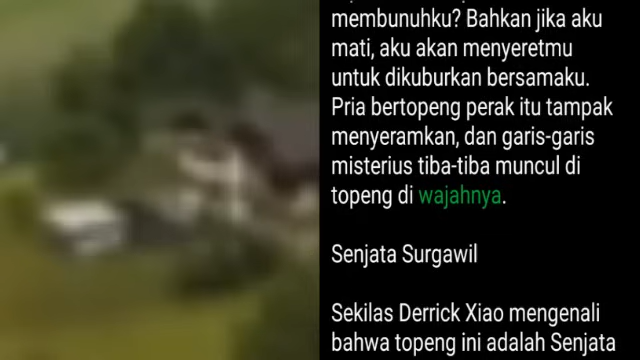 membunuhku? Bahkan jika aku
mati, aku akan menyeretmu
untuk dikuburkan bersamaku.
Pria bertopeng perak itu tampak
menyeramkan, dan garis-garis
misterius tiba-tiba muncul di
topeng di wajahnya.
Senjata Surgawil
Sekilas Derrick Xiao mengenali
bahwa topeng ini adalah Senjata